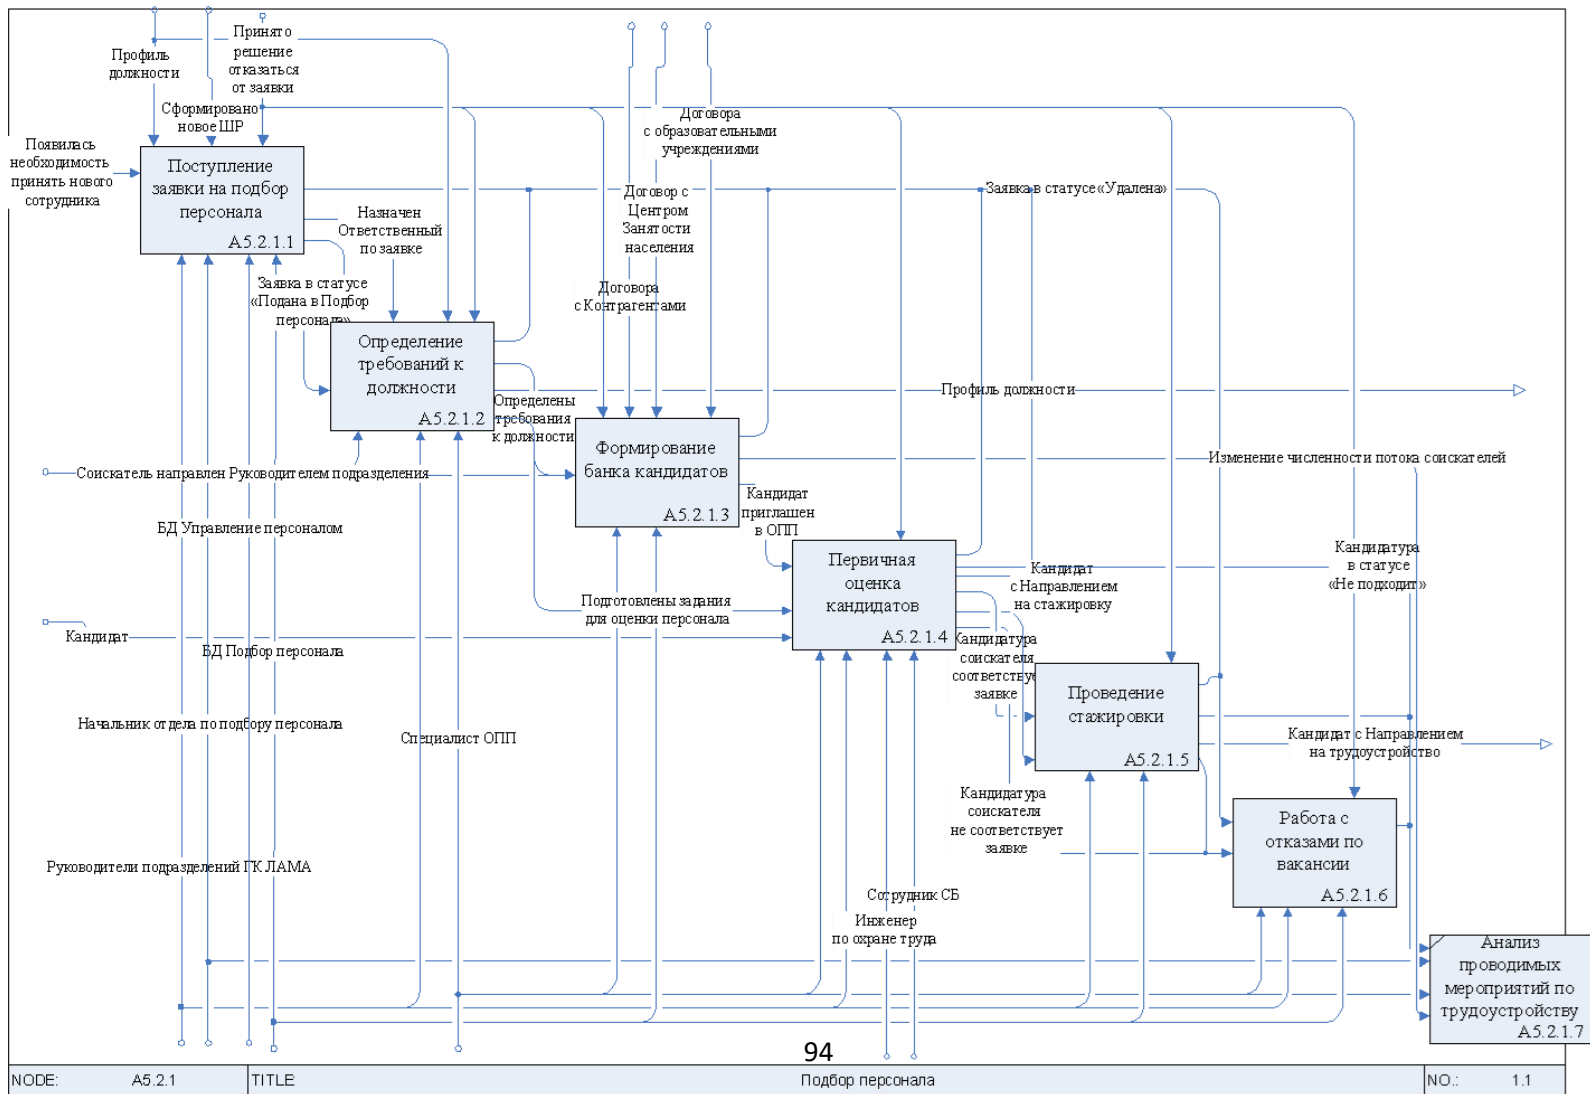 Принято
решение
отказаться
от заявки
Профиль
должности
Сформировано
новое ШР
Появилась
необходимость
принять нового
сотрудника
Поступление
заявки на подбор
персонала
А5.2.1.1
Договора
с образовательными
учреждениями
Назначен
Ответственный
по заявке
Договор с
Центром
Занятости
населения
Заявка в статусе «Удалена»
Заявка в статусе
«Подана в Подбор
персонала»
Договора
с Контрагентами
Определение
требований к
должности
А5.2.1.2
Профиль должности
Определены
требования
к должности
Формирование
банка кандидатов
А5.2.1.3
Соискатель направлен Руководителем подразделения
Изменение численности потока соискателей
Кандидат
приглашен
в ОПП
БД Управление персоналом
Первичная
оценка
кандидатов
А5.2.1.4
Кандидатура
в статусе
«Не подходит»
Кандидат
с Направлением
на стажировку
Подготовлены задания
для оценки персонала
Кандидат
БД Подбор персонала
Кандидатура
соискателя
соответствуе
заявке
Проведение
стажировки
А5.2.1.5
Начальник отдела по подбору персонала
Специалист ОПП
Кандидат с Направлением
на трудоустройство
Кандидатура
соискателя
не соответствует
заявке
Работа с
отказами по
вакансии
А5.2.1.6
Руководители подразделений ГК ЛАМА
Сотрудник СБ
Инженер
по охране труда
Анализ
проводимых
мероприятий по
трудоустройству
А5.2.1.7
94
NODE: А5.2.1 TITLE Подбор персонала NO.: 1.1